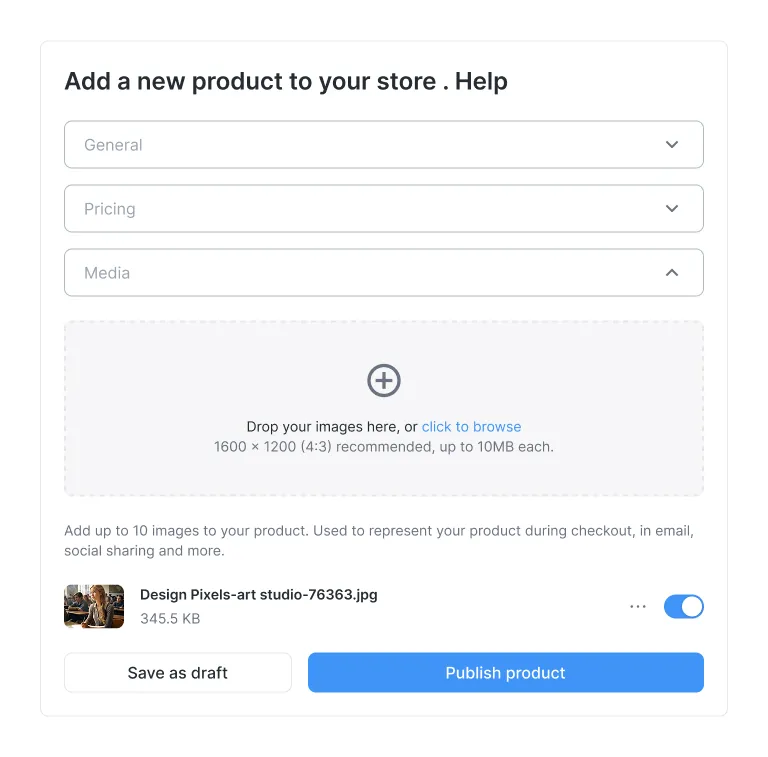 Add a new product to your store . Help
General
Pricing
Media
Drop your images here, or click to browse
1600 × 1200 (4:3) recommended, up to 10MB each.
Add up to 10 images to your product. Used to represent your product during checkout, in email,
social sharing and more.
Design Pixels-art studio-76363.jpg
345.5 KB
Save as draft
Publish product